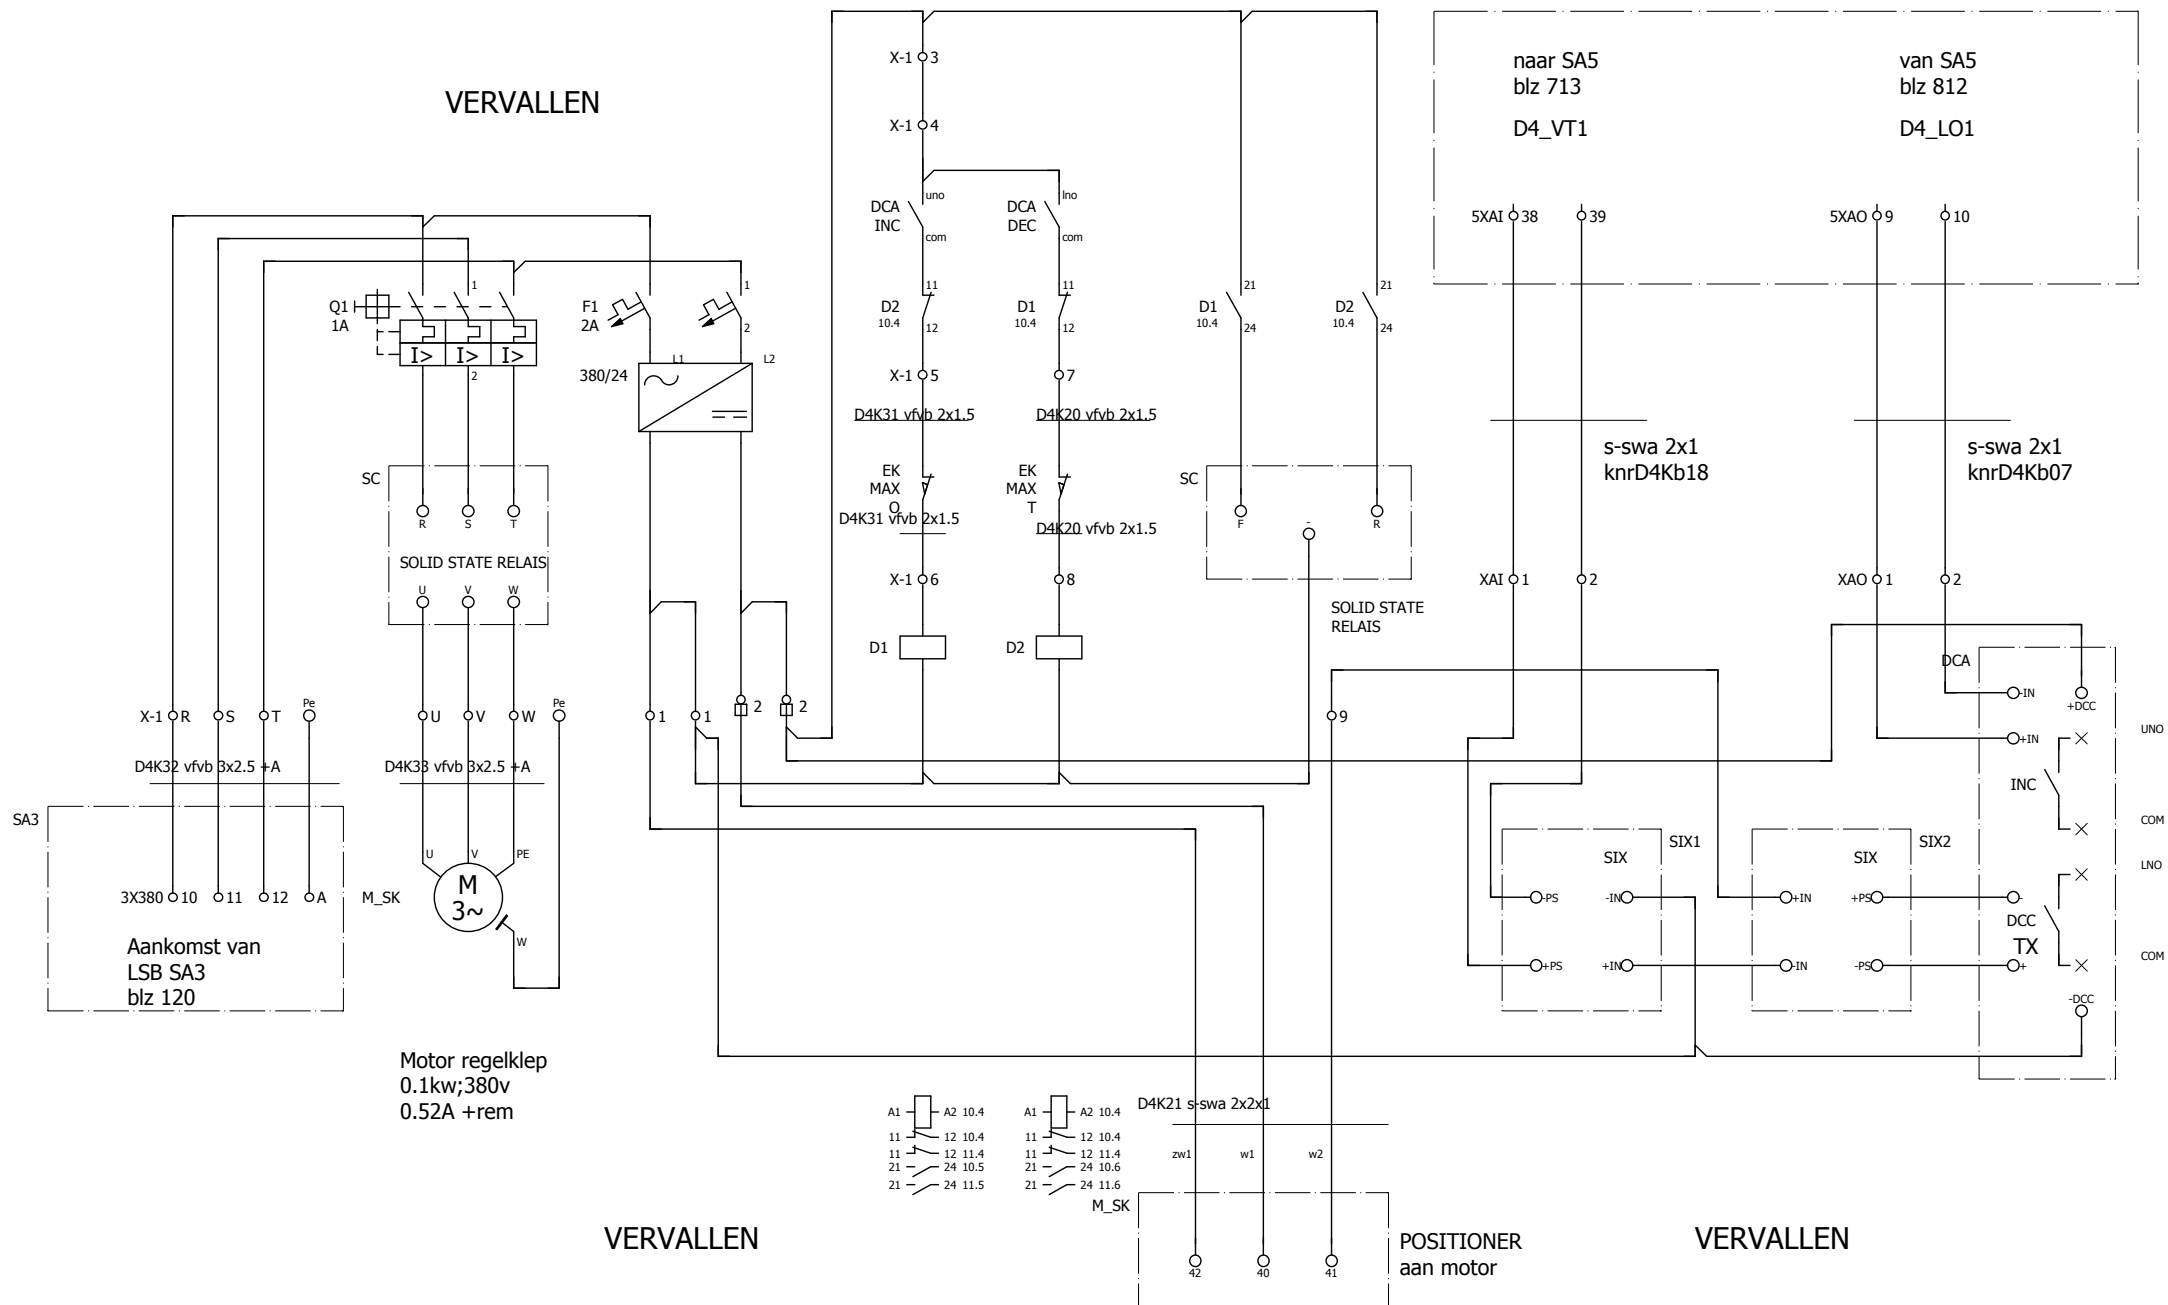 VERVALLEN
X-1 3
X-1 4
uno
DCA
INC
com
lno
DCA
DEC
com
naar SA5
blz 713
D4_VT1
van SA5
blz 812
D4_LO1
5XAI 38 39
5XAO 9 10
Q1
1A
1
I> I> I>
2
F1
2A
1
2
380/24
L1 L2
11
D2
10.4
12
11
D1
10.4
12
21
D1
10.4
24
21
D2
10.4
24
X-1 5 7
D4K31 vfvb 2x1.5
D4K20 vfvb 2x1.5
EK
MAX
O
EK
MAX
T
D4K31 vfvb 2x1.5
D4K20 vfvb 2x1.5
X-1 6 8
D1 D2
SC
R S T
SOLID STATE RELAIS
U V W
SC
F - R
SOLID STATE
RELAIS
s-swa 2x1
knrD4Kb18
s-swa 2x1
knrD4Kb07
XAI 1 2
XAO 1 2
X-1 R S T Pe
U V W Pe
1 1 2 2
9
D4K32 vfvb 3x2.5 +A
D4K33 vfvb 3x2.5 +A
SA3
3X380 10 11 12 A
Aankomst van
LSB SA3
blz 120
M_SK
U V PE
M
3~
W
Motor regelklep
0.1kw;380v
0.52A +rem
DCA
-IN
+DCC
+IN
UNO
INC
COM
LNO
-
DCC
TX
+
COM
-DCC
SIX SIX1
-PS -IN
+PS +IN
SIX SIX2
+IN +PS
-IN -PS
A1 A2 10.4
11 12 10.4
11 12 11.4
21 24 10.5
21 24 11.5
A1 A2 10.4
11 12 10.4
11 12 11.4
21 24 10.6
21 24 11.6
D4K21 s-swa 2x2x1
zw1 w1 w2
M_SK
42 40 41
POSITIONER
aan motor
VERVALLEN
VERVALLEN